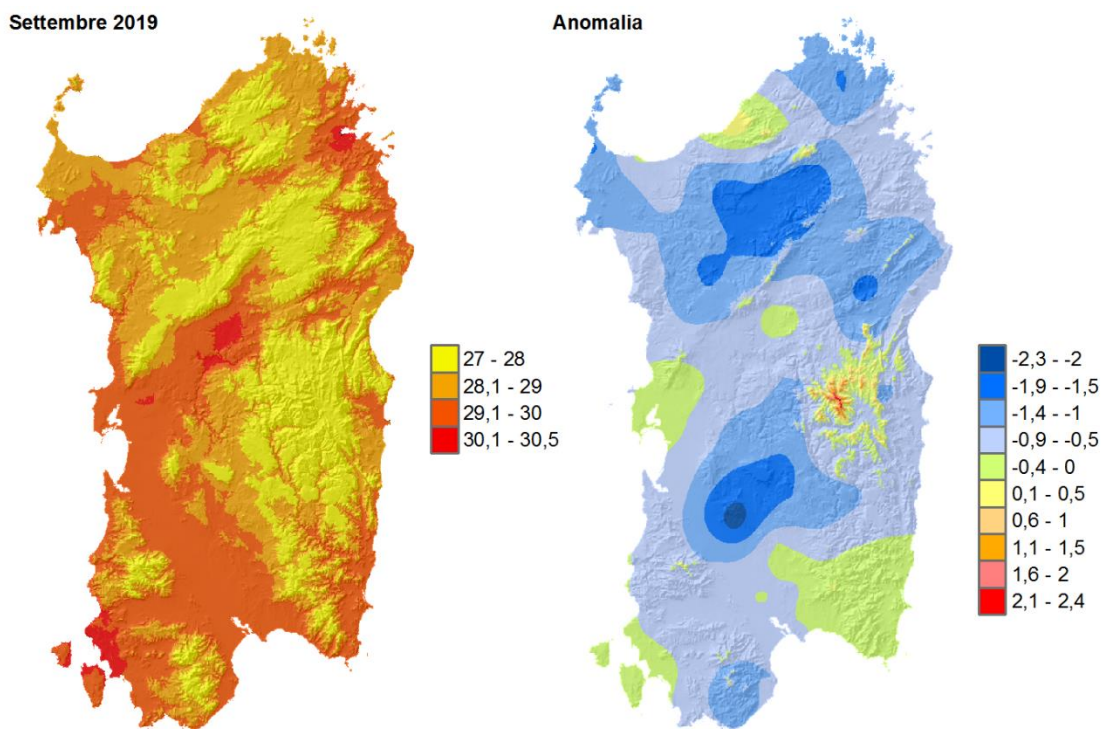 Settembre 2019
Anomalia
27 - 28
28,1 - 29
29,1 - 30
30,1 - 30,5
-2,3 - -2
-1,9 - -1,5
-1,4 - -1
-0,9 - -0,5
-0,4 - 0
0,1 - 0,5
0,6 - 1
1,1 - 1,5
1,6 - 2
2,1 - 2,4